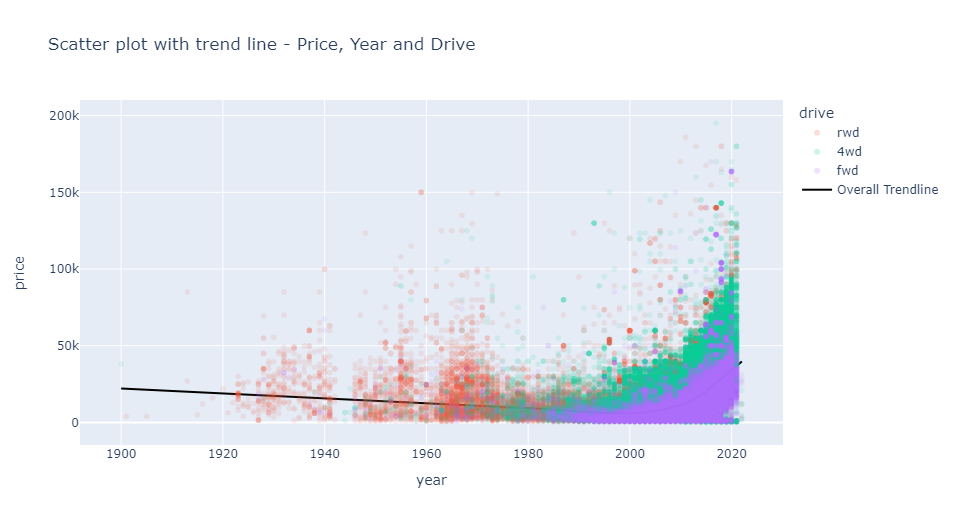 Scatter plot with trend line - Price, Year and Drive
200k
150k
100k
50k
0
price
1900
1920
1940
1960
1980
2000
2020
year
drive
rwd
4wd
fwd
Overall Trendline